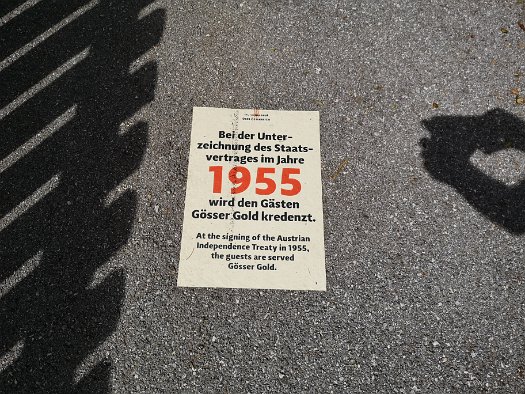 Bei der Unter-
zeichnung des Staats-
vertrages im Jahre
1955
wird den Gästen
Gösser Gold kredenzt.
At the signing of the Austrian
Independence Treaty in 1955,
the guests are served
Gösser Gold.